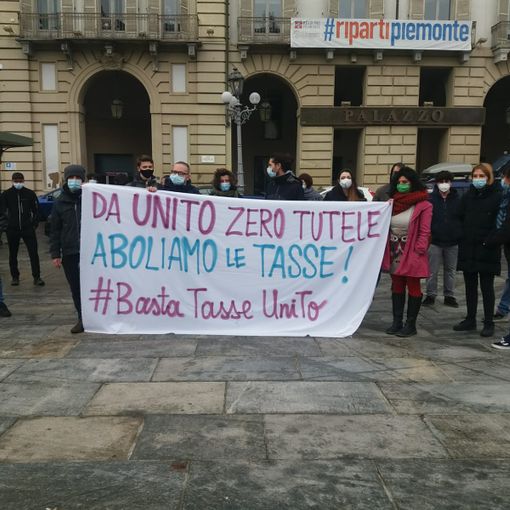 #ripartipiemonte
PALAZZO
DA UNITO ZERO TUTELE
ABOLIAMO LE TASSE!
#Basta Tasse UniTo